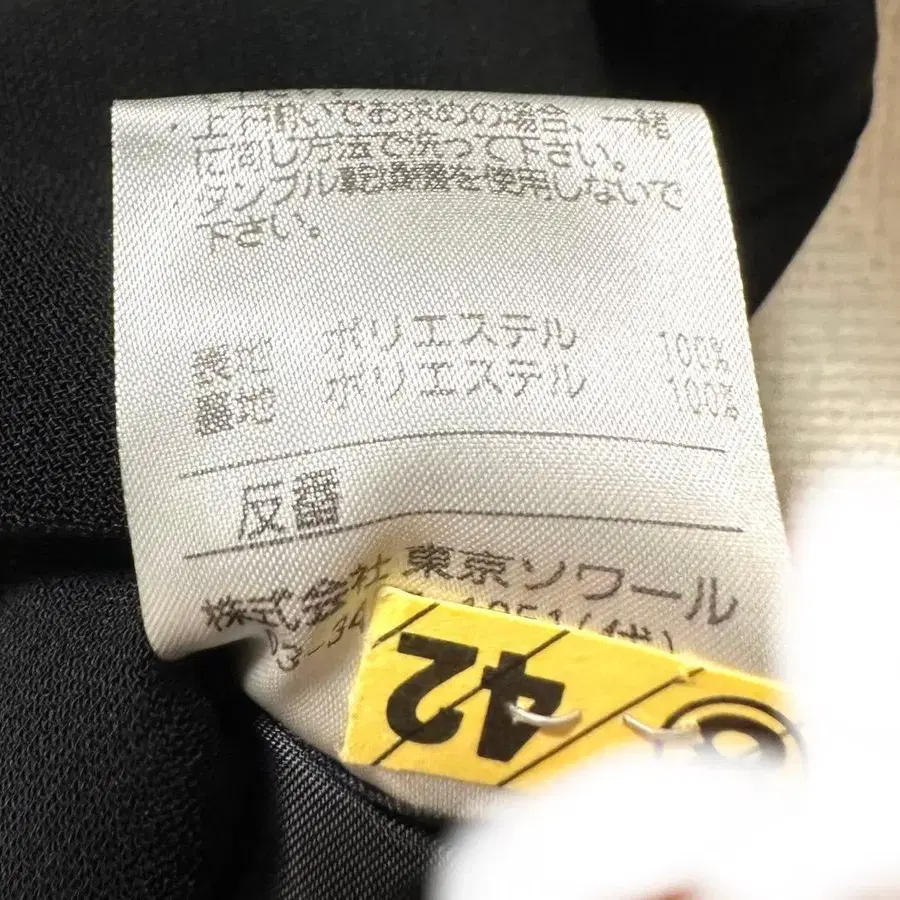 上下揃いでお求めの場合、一緒
に同じ方法で洗って下さい。
タンブル乾燥を使用しないで
下さい。
表地 ポリエステル 100%
裏地 ポリエステル 100%
反番
株式会社 東京ソワール
42